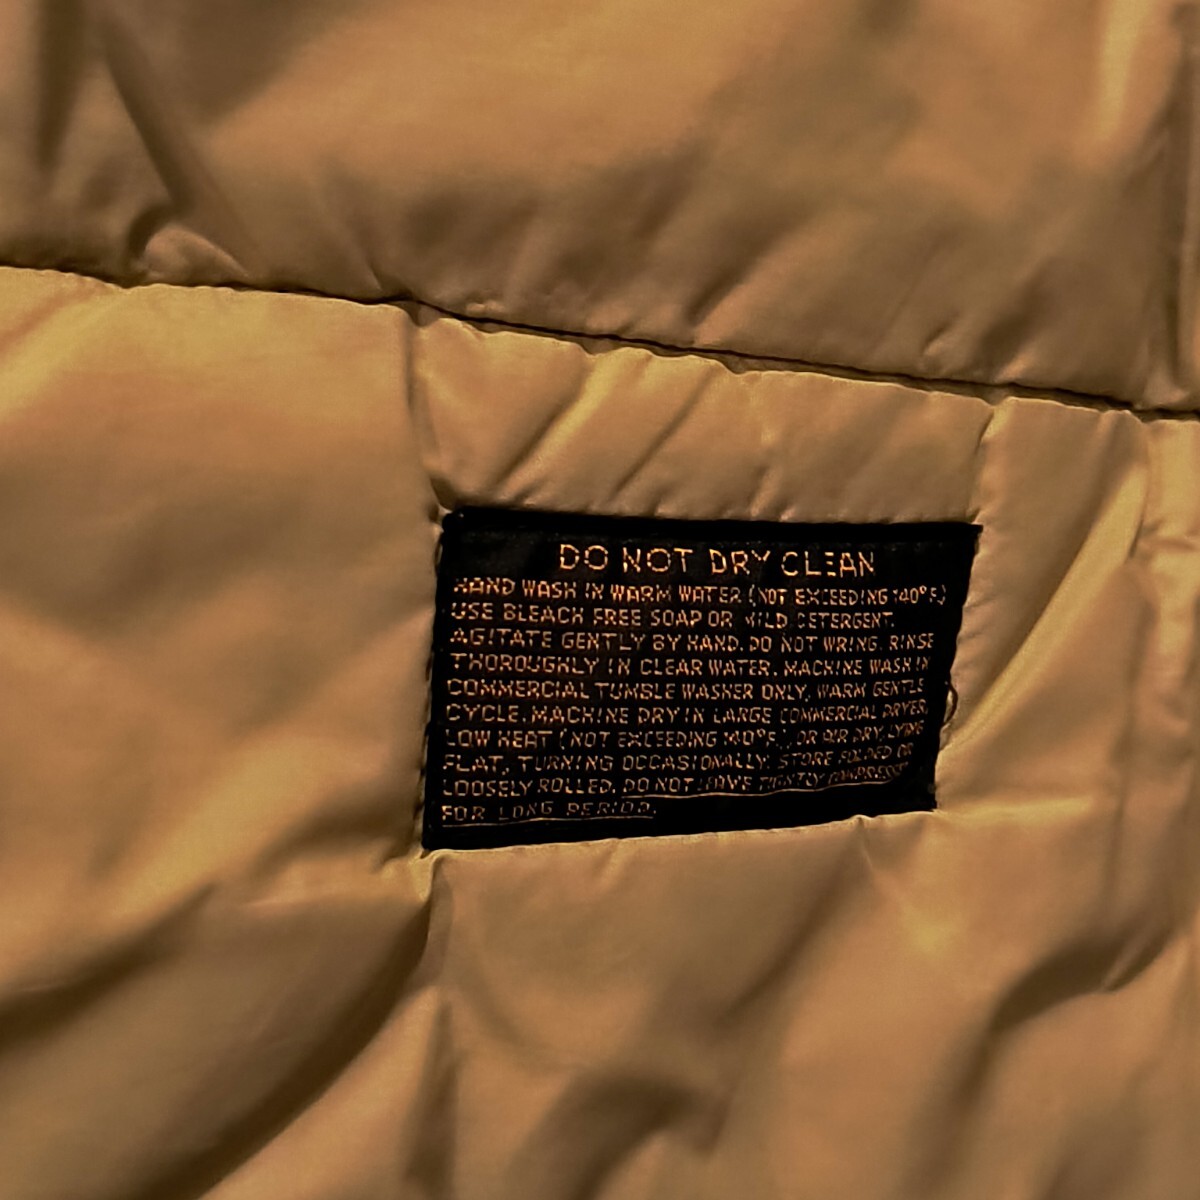 DO NOT DRY CLEAN
HAND WASH IN WARM WATER (NOT EXCEEDING 140°F.)
USE BLEACH FREE SOAP OR MILD DETERGENT.
AGITATE GENTLY BY HAND. DO NOT WRING. RINSE
THOROUGHLY IN CLEAR WATER. MACHINE WASH IN
COMMERCIAL TUMBLE WASHER ONLY, WARM GENTLE
CYCLE. MACHINE DRY IN LARGE COMMERCIAL DRYER,
LOW HEAT (NOT EXCEEDING 140°F.), OR AIR DRY, LYING
FLAT, TURNING OCCASIONALLY. STORE FOLDED OR
LOOSELY ROLLED. DO NOT LEAVE TIGHTLY COMPRESSED
FOR LONG PERIOD.